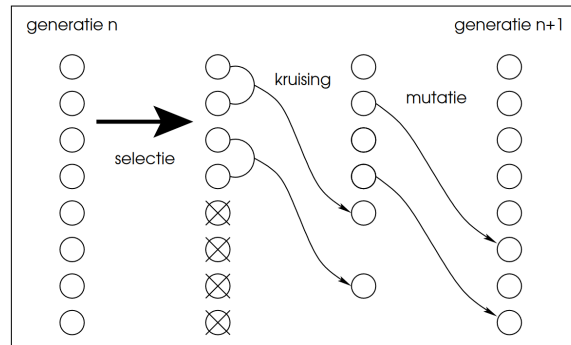 generatie n
generatie n+1
kruising
mutatie
selectie